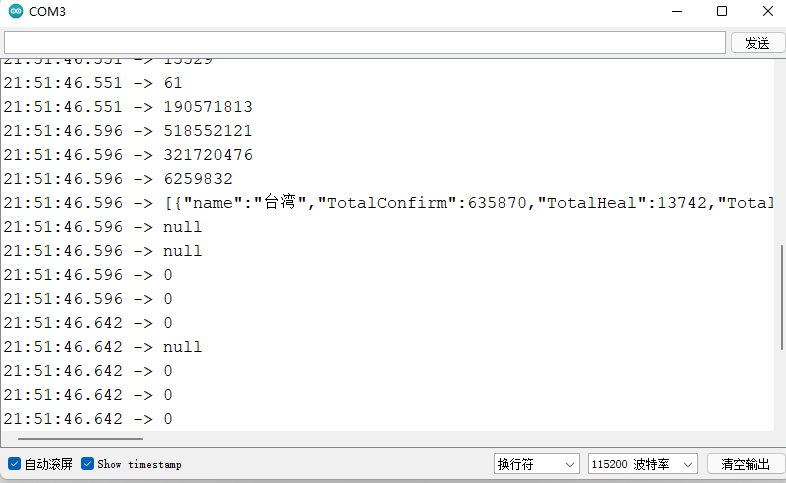 COM3
发送
21:51:46.551 -> 15529
21:51:46.551 -> 61
21:51:46.551 -> 190571813
21:51:46.596 -> 518552121
21:51:46.596 -> 321720476
21:51:46.596 -> 6259832
21:51:46.596 -> [{"name":"台湾","TotalConfirm":635870,"TotalHeal":13742,"Total
21:51:46.596 -> null
21:51:46.596 -> null
21:51:46.596 -> 0
21:51:46.596 -> 0
21:51:46.642 -> 0
21:51:46.642 -> null
21:51:46.642 -> 0
21:51:46.642 -> 0
21:51:46.642 -> 0
自动滚屏 Show timestamp 换行符 115200 波特率 清空输出